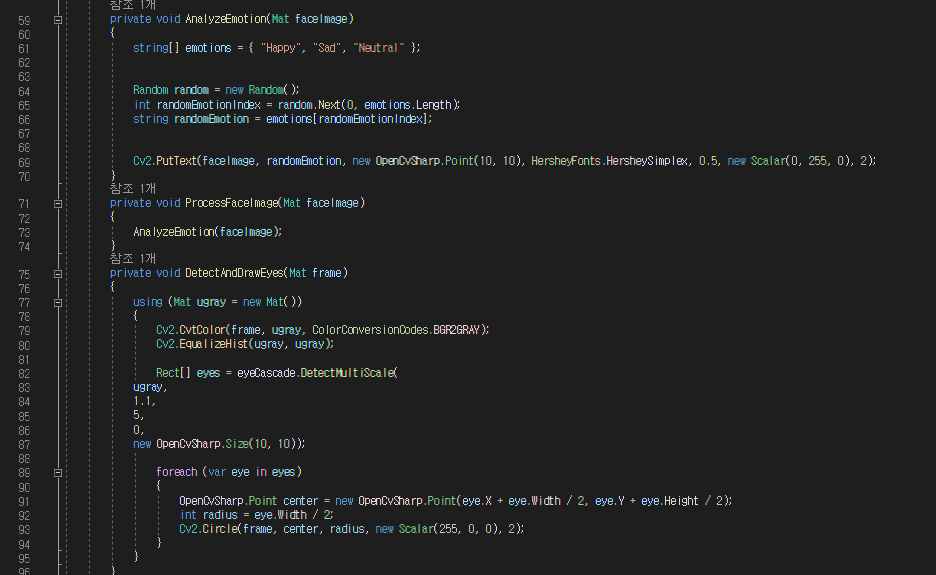 참조 1개
59 private void AnalyzeEmotion(Mat faceImage)
60 {
61 string[] emotions = { "Happy", "Sad", "Neutral" };
62
63
64 Random random = new Random();
65 int randomEmotionIndex = random.Next(0, emotions.Length);
66 string randomEmotion = emotions[randomEmotionIndex];
67
68
69 Cv2.PutText(faceImage, randomEmotion, new OpenCvSharp.Point(10, 10), HersheyFonts.HersheySimplex, 0.5, new Scalar(0, 255, 0), 2);
70 }
참조 1개
71 private void ProcessFaceImage(Mat faceImage)
72 {
73 AnalyzeEmotion(faceImage);
74 }
참조 1개
75 private void DetectAndDrawEyes(Mat frame)
76 {
77 using (Mat ugray = new Mat())
78 {
79 Cv2.CvtColor(frame, ugray, ColorConversionCodes.BGR2GRAY);
80 Cv2.EqualizeHist(ugray, ugray);
81
82 Rect[] eyes = eyeCascade.DetectMultiScale(
83 ugray,
84 1.1,
85 5,
86 0,
87 new OpenCvSharp.Size(10, 10));
88
89 foreach (var eye in eyes)
90 {
91 OpenCvSharp.Point center = new OpenCvSharp.Point(eye.X + eye.Width / 2, eye.Y + eye.Height / 2);
92 int radius = eye.Width / 2;
93 Cv2.Circle(frame, center, radius, new Scalar(255, 0, 0), 2);
94 }
95 }
96 }